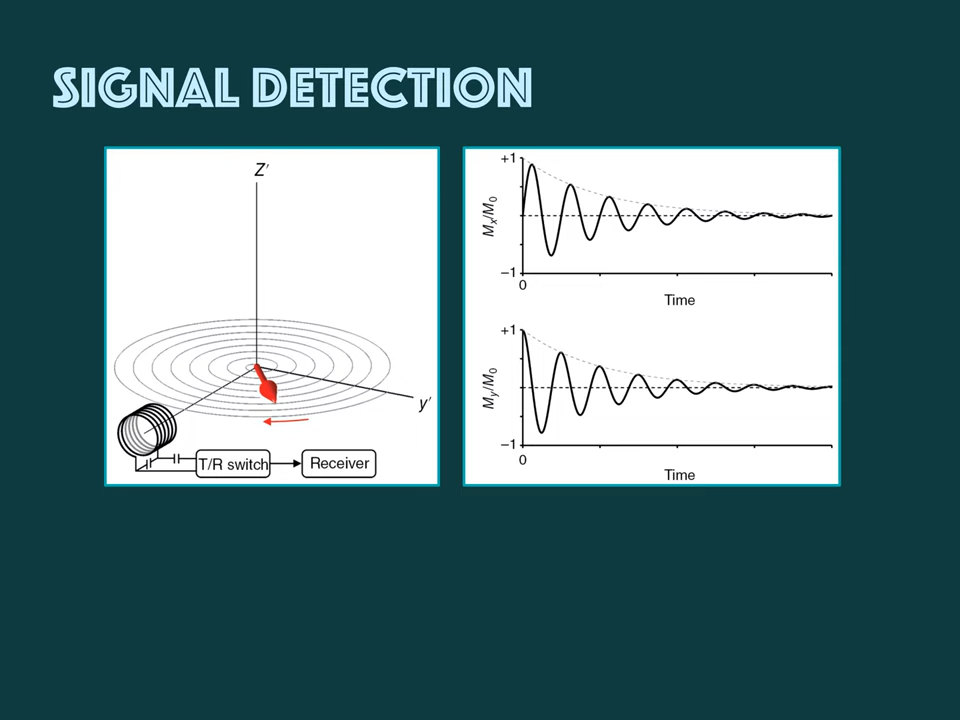 SIGNAL DETECTION
Z′
y′
T/R switch
Receiver
+1
Mx/M0
−1
0
Time
+1
My/M0
−1
0
Time